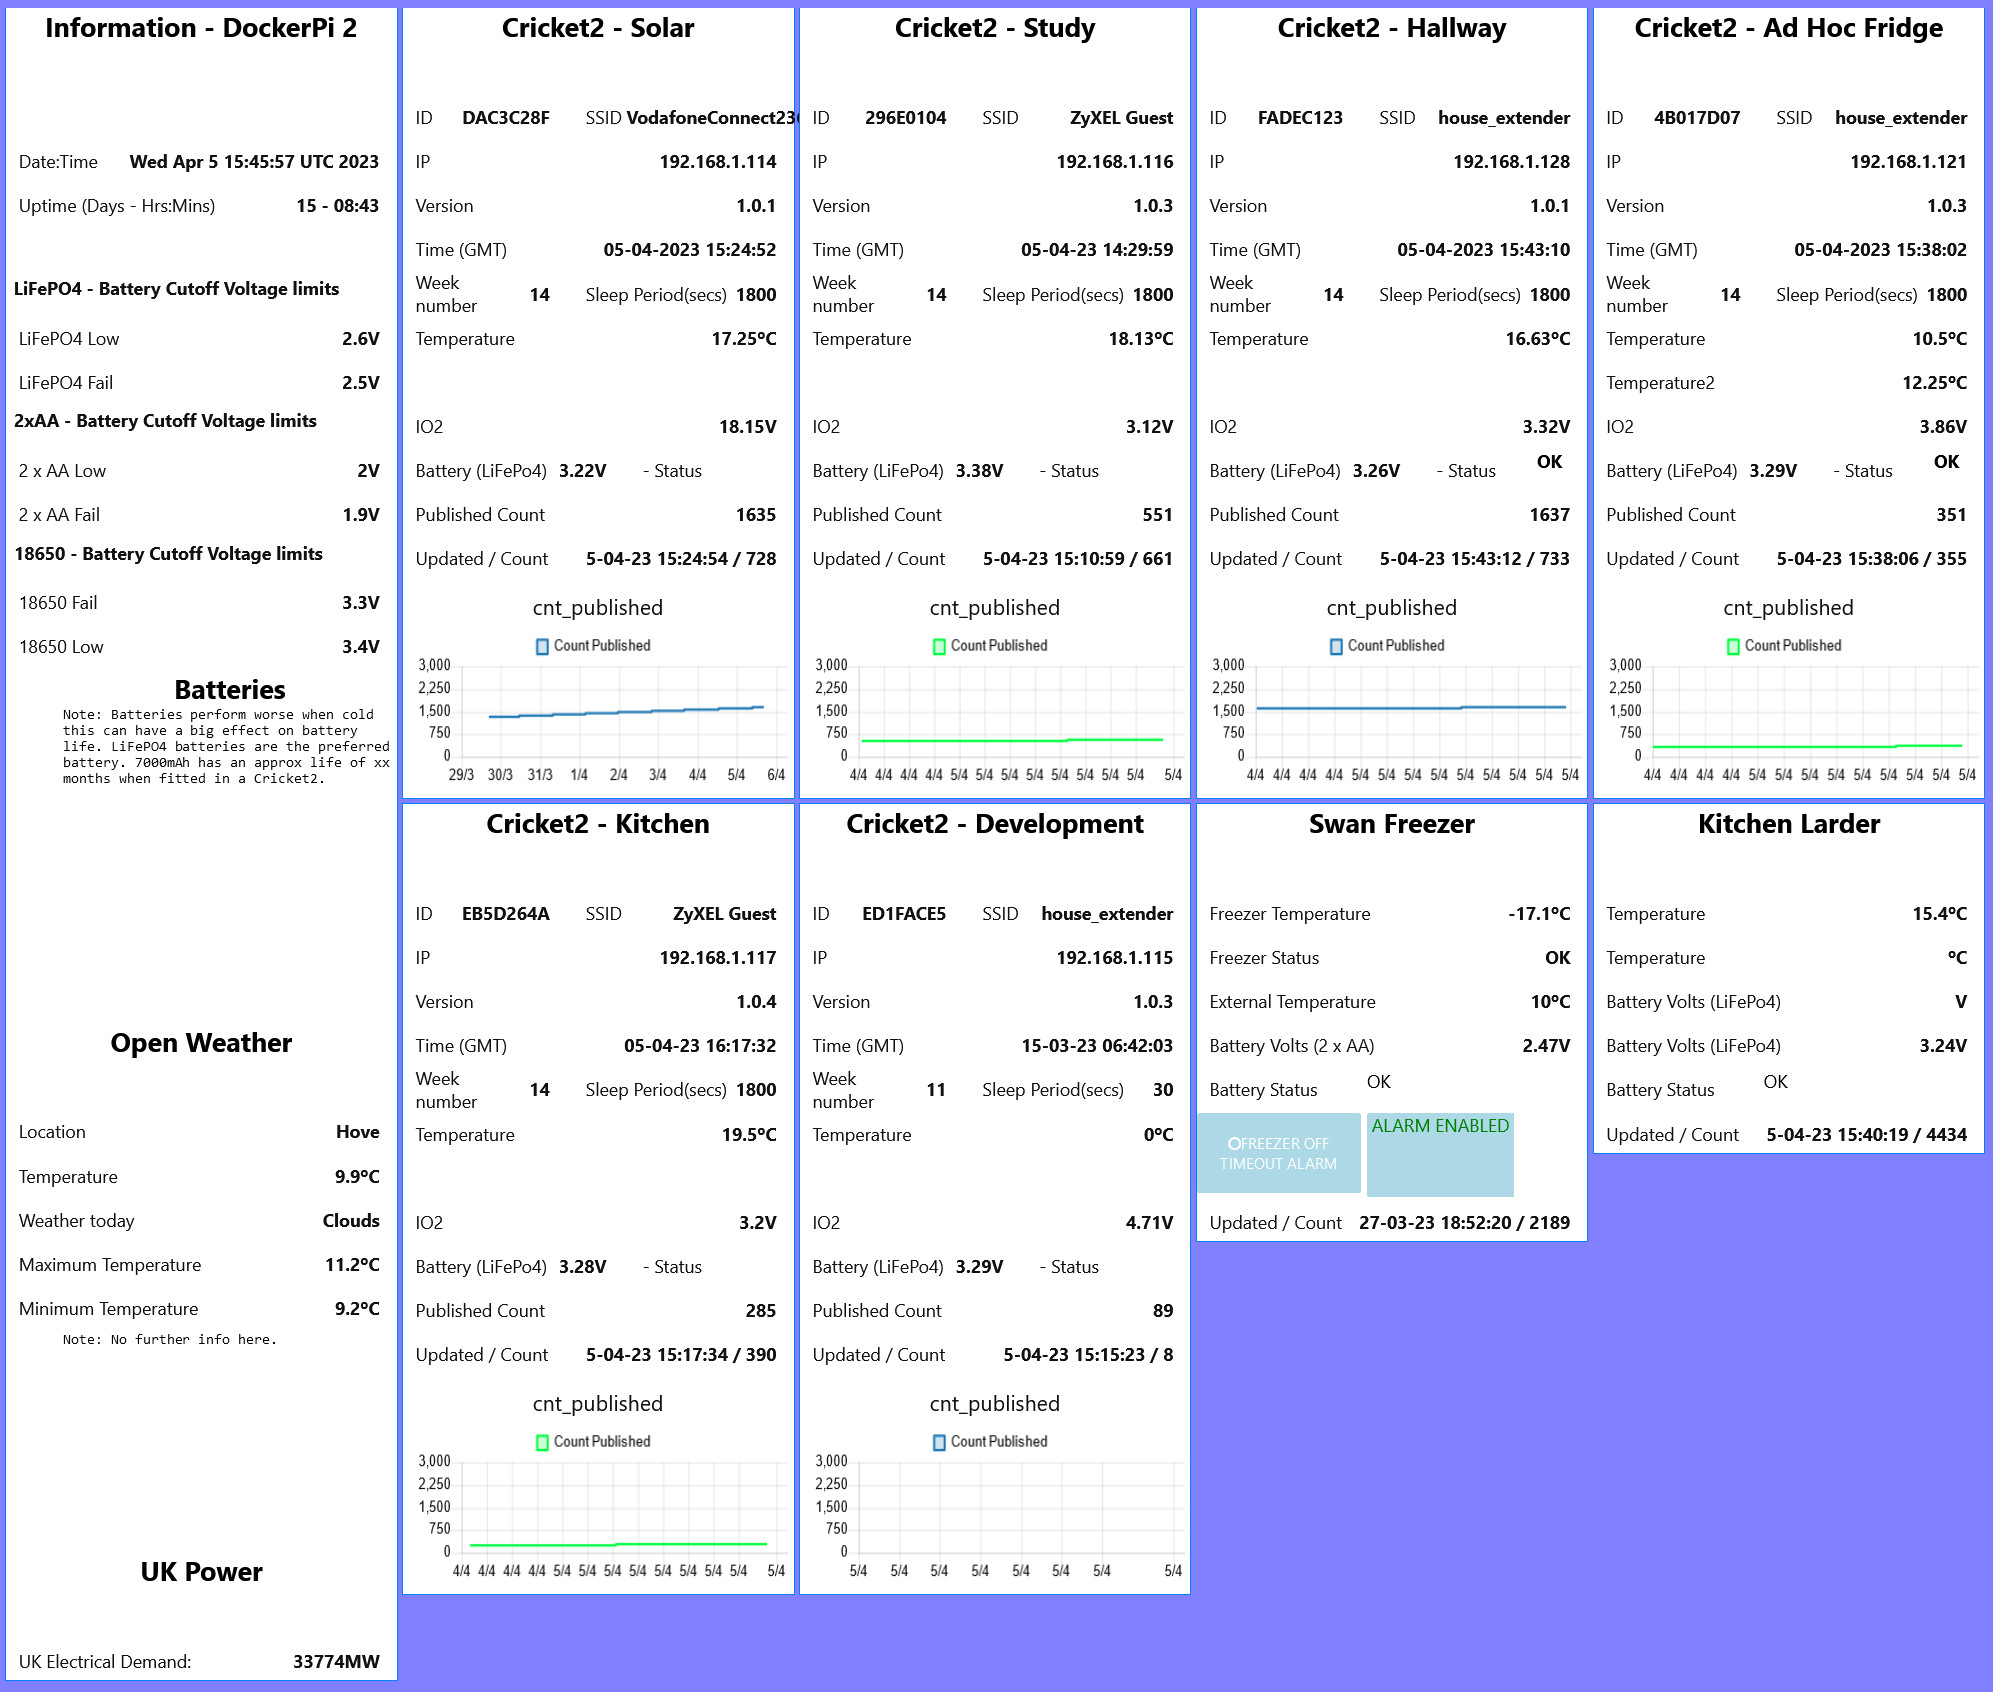 Information - DockerPi 2
Date:Time Wed Apr 5 15:45:57 UTC 2023
Uptime (Days - Hrs:Mins) 15 - 08:43
LiFePO4 - Battery Cutoff Voltage limits
LiFePO4 Low 2.6V
LiFePO4 Fail 2.5V
2xAA - Battery Cutoff Voltage limits
2 x AA Low 2V
2 x AA Fail 1.9V
18650 - Battery Cutoff Voltage limits
18650 Fail 3.3V
18650 Low 3.4V
Batteries
Note: Batteries perform worse when cold
this can have a big effect on battery
life. LiFePO4 batteries are the preferred
battery. 7000mAh has an approx life of xx
months when fitted in a Cricket2.
Open Weather
Location Hove
Temperature 9.9ºC
Weather today Clouds
Maximum Temperature 11.2ºC
Minimum Temperature 9.2ºC
Note: No further info here.
UK Power
UK Electrical Demand: 33774MW
Cricket2 - Solar
ID DAC3C28F SSID VodafoneConnect23
IP 192.168.1.114
Version 1.0.1
Time (GMT) 05-04-2023 15:24:52
Week
number 14 Sleep Period(secs) 1800
Temperature 17.25ºC
IO2 18.15V
Battery (LiFePo4) 3.22V - Status
Published Count 1635
Updated / Count 5-04-23 15:24:54 / 728
cnt_published
Count Published
3,000
2,250
1,500
750
0
29/3 30/3 31/3 1/4 2/4 3/4 4/4 5/4 6/4
Cricket2 - Study
ID 296E0104 SSID ZyXEL Guest
IP 192.168.1.116
Version 1.0.3
Time (GMT) 05-04-23 14:29:59
Week
number 14 Sleep Period(secs) 1800
Temperature 18.13ºC
IO2 3.12V
Battery (LiFePo4) 3.38V - Status
Published Count 551
Updated / Count 5-04-23 15:10:59 / 661
cnt_published
Count Published
3,000
2,250
1,500
750
0
4/4 4/4 4/4 4/4 5/4 5/4 5/4 5/4 5/4 5/4 5/4 5/4 5/4
Cricket2 - Hallway
ID FADEC123 SSID house_extender
IP 192.168.1.128
Version 1.0.1
Time (GMT) 05-04-2023 15:43:10
Week
number 14 Sleep Period(secs) 1800
Temperature 16.63ºC
IO2 3.32V
Battery (LiFePo4) 3.26V - Status OK
Published Count 1637
Updated / Count 5-04-23 15:43:12 / 733
cnt_published
Count Published
3,000
2,250
1,500
750
0
4/4 4/4 4/4 4/4 5/4 5/4 5/4 5/4 5/4 5/4 5/4 5/4 5/4
Cricket2 - Ad Hoc Fridge
ID 4B017D07 SSID house_extender
IP 192.168.1.121
Version 1.0.3
Time (GMT) 05-04-2023 15:38:02
Week
number 14 Sleep Period(secs) 1800
Temperature 10.5ºC
Temperature2 12.25ºC
IO2 3.86V
Battery (LiFePo4) 3.29V - Status OK
Published Count 351
Updated / Count 5-04-23 15:38:06 / 355
cnt_published
Count Published
3,000
2,250
1,500
750
0
4/4 4/4 4/4 4/4 5/4 5/4 5/4 5/4 5/4 5/4 5/4 5/4 5/4
Cricket2 - Kitchen
ID EB5D264A SSID ZyXEL Guest
IP 192.168.1.117
Version 1.0.4
Time (GMT) 05-04-23 16:17:32
Week
number 14 Sleep Period(secs) 1800
Temperature 19.5ºC
IO2 3.2V
Battery (LiFePo4) 3.28V - Status
Published Count 285
Updated / Count 5-04-23 15:17:34 / 390
cnt_published
Count Published
3,000
2,250
1,500
750
0
4/4 4/4 4/4 4/4 5/4 5/4 5/4 5/4 5/4 5/4 5/4 5/4 5/4
Cricket2 - Development
ID ED1FACE5 SSID house_extender
IP 192.168.1.115
Version 1.0.3
Time (GMT) 15-03-23 06:42:03
Week
number 11 Sleep Period(secs) 30
Temperature 0ºC
IO2 4.71V
Battery (LiFePo4) 3.29V - Status
Published Count 89
Updated / Count 5-04-23 15:15:23 / 8
cnt_published
Count Published
3,000
2,250
1,500
750
0
5/4 5/4 5/4 5/4 5/4 5/4 5/4 5/4
Swan Freezer
Freezer Temperature -17.1ºC
Freezer Status OK
External Temperature 10ºC
Battery Volts (2 x AA) 2.47V
Battery Status OK
FREEZER OFF
TIMEOUT ALARM
ALARM ENABLED
Updated / Count 27-03-23 18:52:20 / 2189
Kitchen Larder
Temperature 15.4ºC
Temperature ºC
Battery Volts (LiFePo4) V
Battery Volts (LiFePo4) 3.24V
Battery Status OK
Updated / Count 5-04-23 15:40:19 / 4434